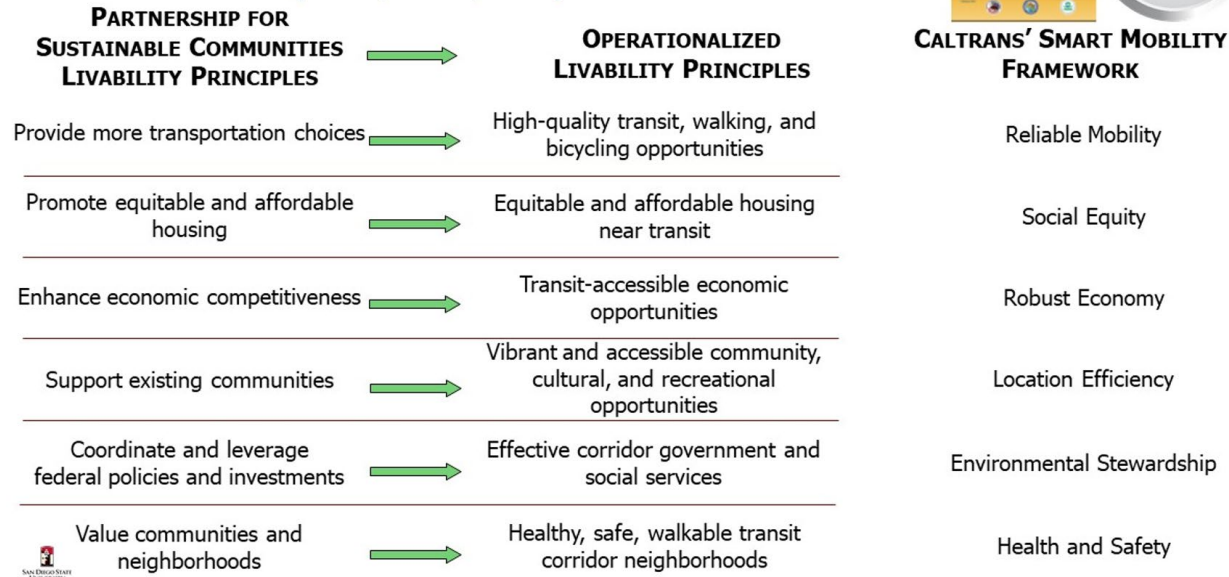 PARTNERSHIP FOR
SUSTAINABLE COMMUNITIES
LIVABILITY PRINCIPLES
OPERATIONALIZED
LIVABILITY PRINCIPLES
CALTRANS' SMART MOBILITY
FRAMEWORK
Provide more transportation choices
High-quality transit, walking, and
bicycling opportunities
Reliable Mobility
Promote equitable and affordable
housing
Equitable and affordable housing
near transit
Social Equity
Enhance economic competitiveness
Transit-accessible economic
opportunities
Robust Economy
Support existing communities
Vibrant and accessible community,
cultural, and recreational
opportunities
Location Efficiency
Coordinate and leverage
federal policies and investments
Effective corridor government and
social services
Environmental Stewardship
Value communities and
neighborhoods
Healthy, safe, walkable transit
corridor neighborhoods
Health and Safety
SAN DIEGO STATE